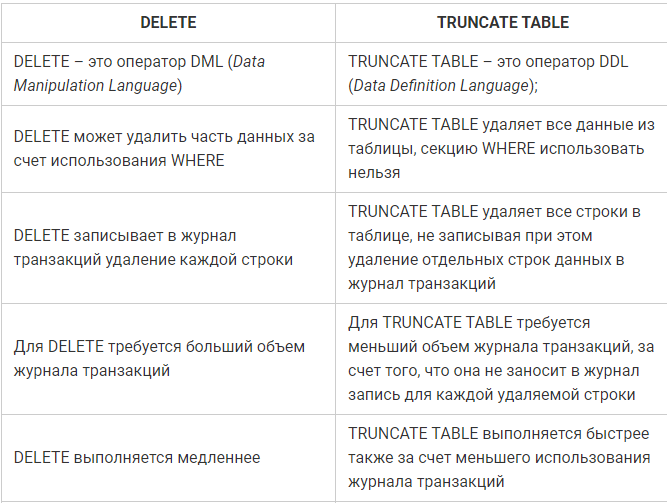 DELETE
TRUNCATE TABLE
DELETE – это оператор DML (Data
Manipulation Language)
TRUNCATE TABLE – это оператор DDL
(Data Definition Language);
DELETE может удалить часть данных за
счет использования WHERE
TRUNCATE TABLE удаляет все данные из
таблицы, секцию WHERE использовать
нельзя
DELETE записывает в журнал
транзакций удаление каждой строки
TRUNCATE TABLE удаляет все строки в
таблице, не записывая при этом
удаление отдельных строк данных в
журнал транзакций
Для DELETE требуется больший объем
журнала транзакций
Для TRUNCATE TABLE требуется
меньший объем журнала транзакций, за
счет того, что она не заносит в журнал
запись для каждой удаляемой строки
DELETE выполняется медленнее
TRUNCATE TABLE выполняется быстрее
также за счет меньшего использования
журнала транзакций